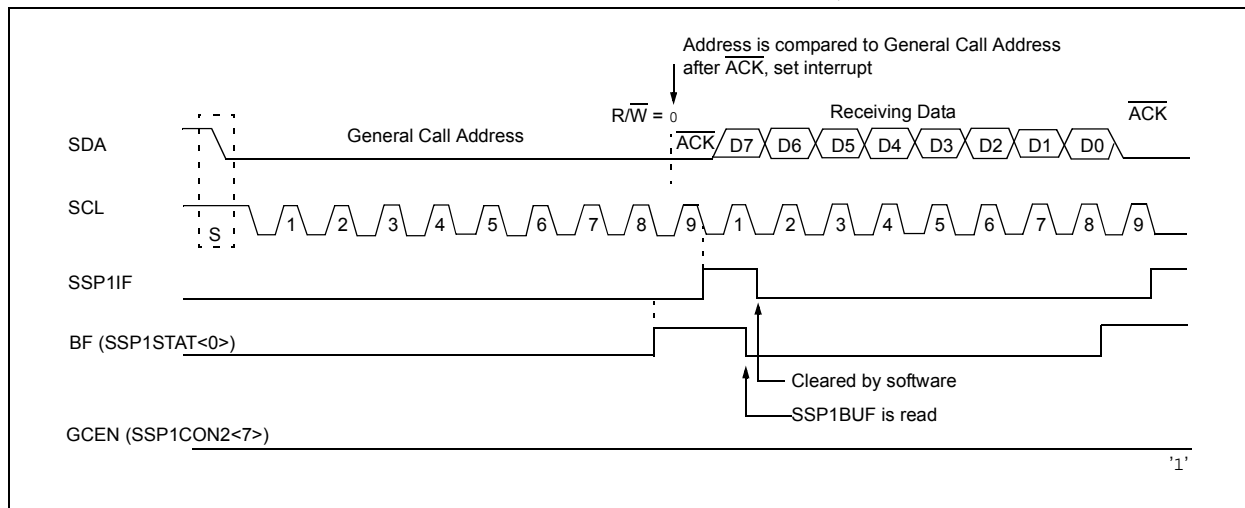 Address is compared to General Call Address
after ACK, set interrupt
R/W = 0
Receiving Data
ACK
SDA
General Call Address
ACK
D7 D6 D5 D4 D3 D2 D1 D0
SCL
S
1 2 3 4 5 6 7 8 9 1 2 3 4 5 6 7 8 9
SSP1IF
BF (SSP1STAT<0>)
Cleared by software
SSP1BUF is read
GCEN (SSP1CON2<7>)
'1'